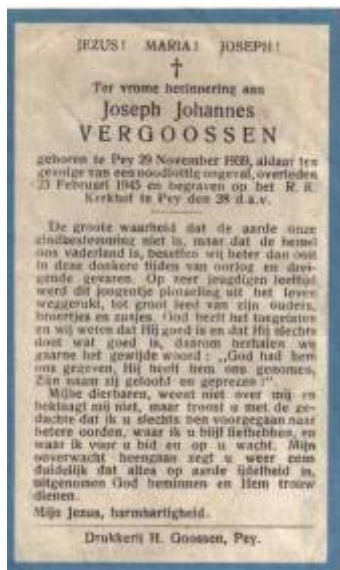 JEZUS! MARIA! JOSEPH!
Ter vrome herinnering aan
Joseph Johannes
VERGOOSSEN
geboren te Pey 29 November 1939, aldaar ten
gevolge van een noodlottig ongeval, overleden
23 Februari 1945 en begraven op het R. K.
Kerkhof te Pey den 28 d.a.v.
De groote waarheid dat de aarde onze
eindbestemming niet is, maar dat de hemel
ons vaderland is, beseffen wij beter dan ooit
in deze donkere tijden van oorlog en drei-
gende gevaren. Op zeer jeugdigen leeftijd
werd dit joogentje plotseling uit het leven
weggerukt, tot groot leed van zijn ouders,
broertjes en zusjes. God heeft het toegelaten
en wij weten dat Hij goed is en dat Hij slechts
doet wat goed is, daarom herhalen wij
gaarne het gewijde woord: „God had hem
ons gegeven, Hij heeft hem ons genomen,
Zijn naam zij geloofd en geprezen!"
Mijne dierbaren, weent niet over mij en
beklaagt mij niet, maar troost u met de ge-
dachte dat ik u slechts ben voorgegaan naar
betere oorden, waar ik u blijf liefhebben, en
waar ik voor u bid en op u wacht. Mijn
onverwacht heengaan zegt u weer eens
duidelijk dat alles op aarde ijdelheid is,
uitgenomen God beminnen en Hem trouw
dienen.
Mijn Jezus, barmhartigheid.
Drukkerij H. Goossen, Pey.